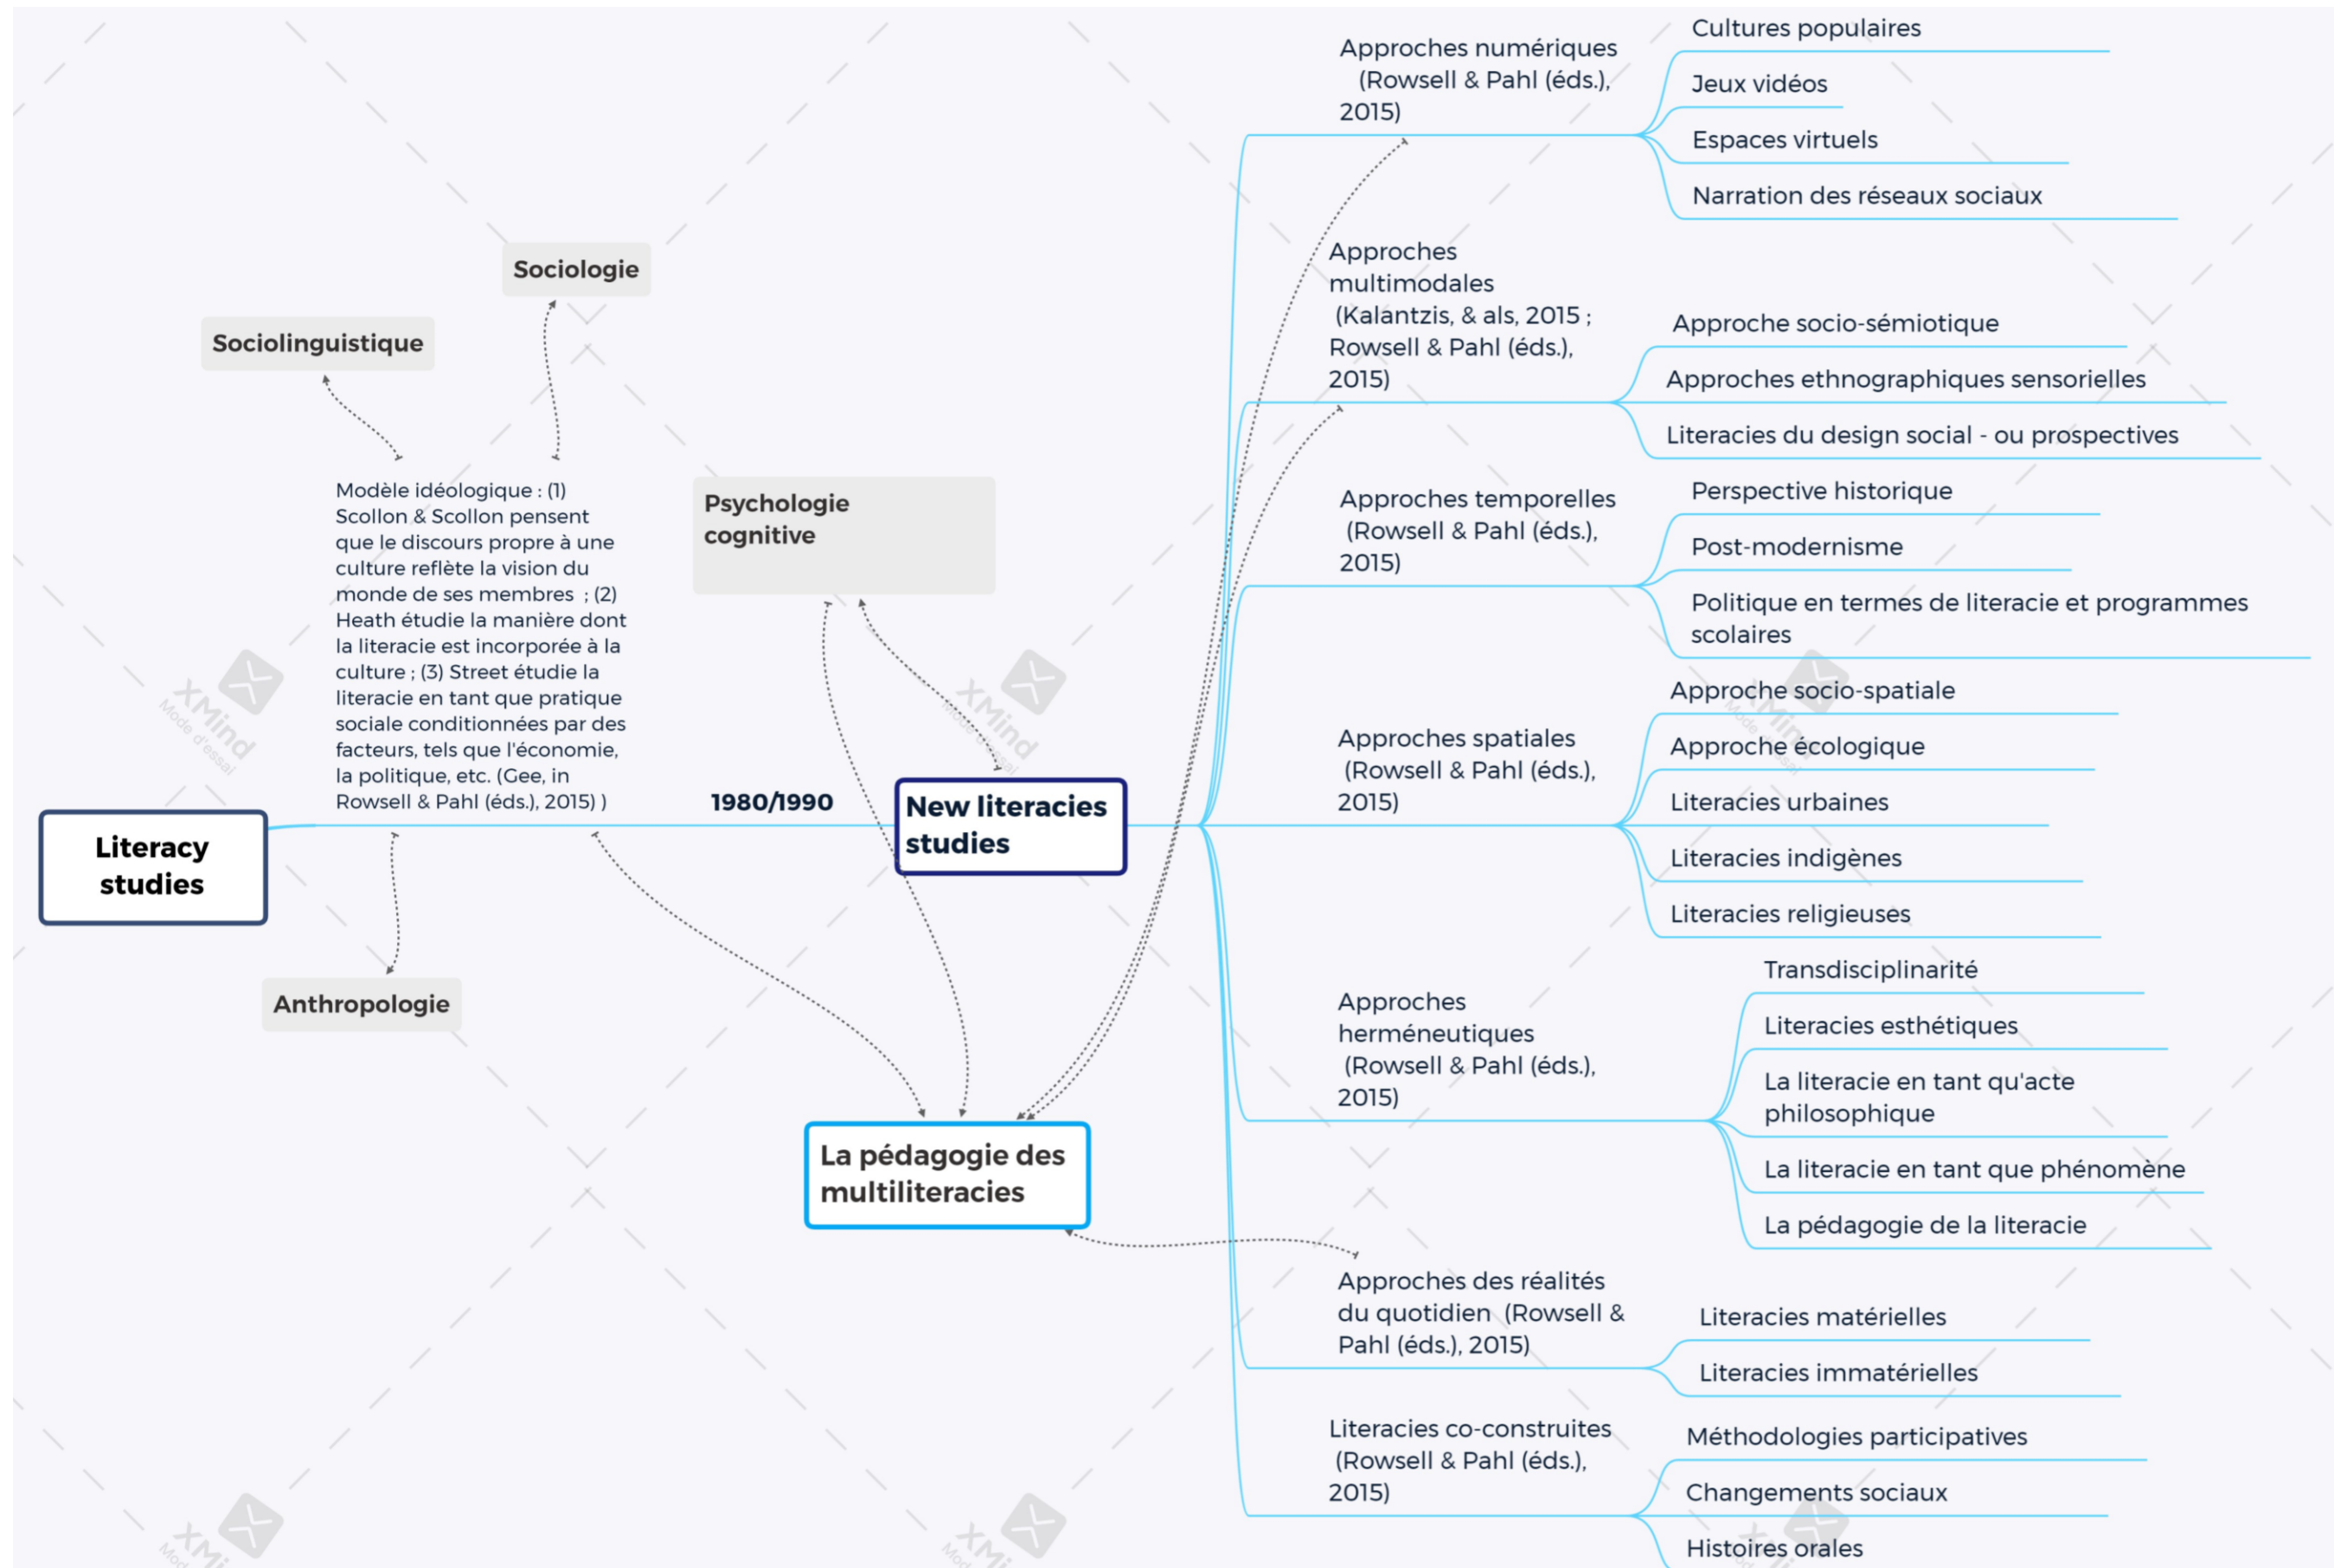 Literacy
studies
Sociolinguistique
Sociologie
Modèle idéologique : (1)
Scollon & Scollon pensent
que le discours propre à une
culture reflète la vision du
monde de ses membres  ; (2)
Heath étudie la manière dont
la literacie est incorporée à la
culture ; (3) Street étudie la
literacie en tant que pratique
sociale conditionnées par des
facteurs, tels que l'économie,
la politique, etc. (Gee, in
Rowsell & Pahl (éds.), 2015) )
Anthropologie
Psychologie
cognitive
1980/1990
New literacies
studies
La pédagogie des
multiliteracies
Approches numériques
(Rowsell & Pahl (éds.),
2015)
Cultures populaires
Jeux vidéos
Espaces virtuels
Narration des réseaux sociaux
Approches
multimodales
(Kalantzis, & als, 2015 ;
Rowsell & Pahl (éds.),
2015)
Approche socio-sémiotique
Approches ethnographiques sensorielles
Literacies du design social - ou prospectives
Approches temporelles
(Rowsell & Pahl (éds.),
2015)
Perspective historique
Post-modernisme
Politique en termes de literacie et programmes
scolaires
Approches spatiales
(Rowsell & Pahl (éds.),
2015)
Approche socio-spatiale
Approche écologique
Literacies urbaines
Literacies indigènes
Literacies religieuses
Approches
herméneutiques
(Rowsell & Pahl (éds.),
2015)
Transdisciplinarité
Literacies esthétiques
La literacie en tant qu'acte
philosophique
La literacie en tant que phénomène
La pédagogie de la literacie
Approches des réalités
du quotidien  (Rowsell &
Pahl (éds.), 2015)
Literacies matérielles
Literacies immatérielles
Literacies co-construites
(Rowsell & Pahl (éds.),
2015)
Méthodologies participatives
Changements sociaux
Histoires orales
XMind
Mode d'essai
XMind
Mode d'essai
XMind
Mode d'essai